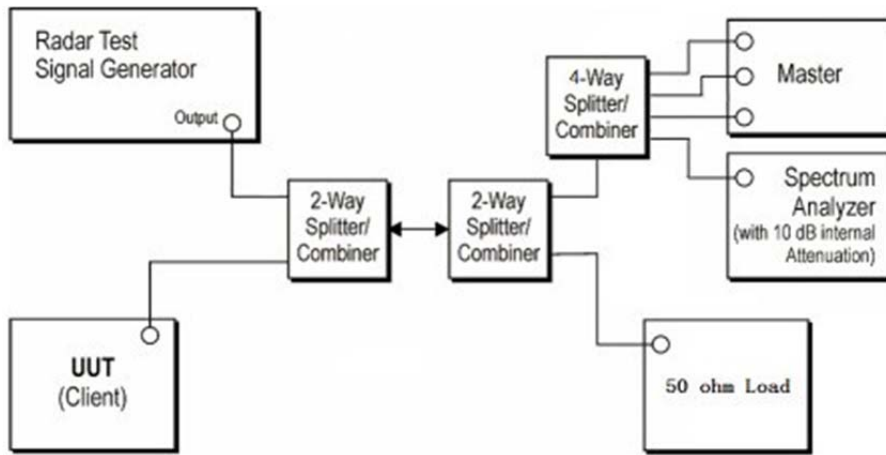 Radar Test
Signal Generator
Output
4-Way
Splitter/
Combiner
Master
2-Way
Splitter/
Combiner
2-Way
Splitter/
Combiner
Spectrum
Analyzer
(with 10 dB internal
Attenuation)
UUT
(Client)
50 ohm Load